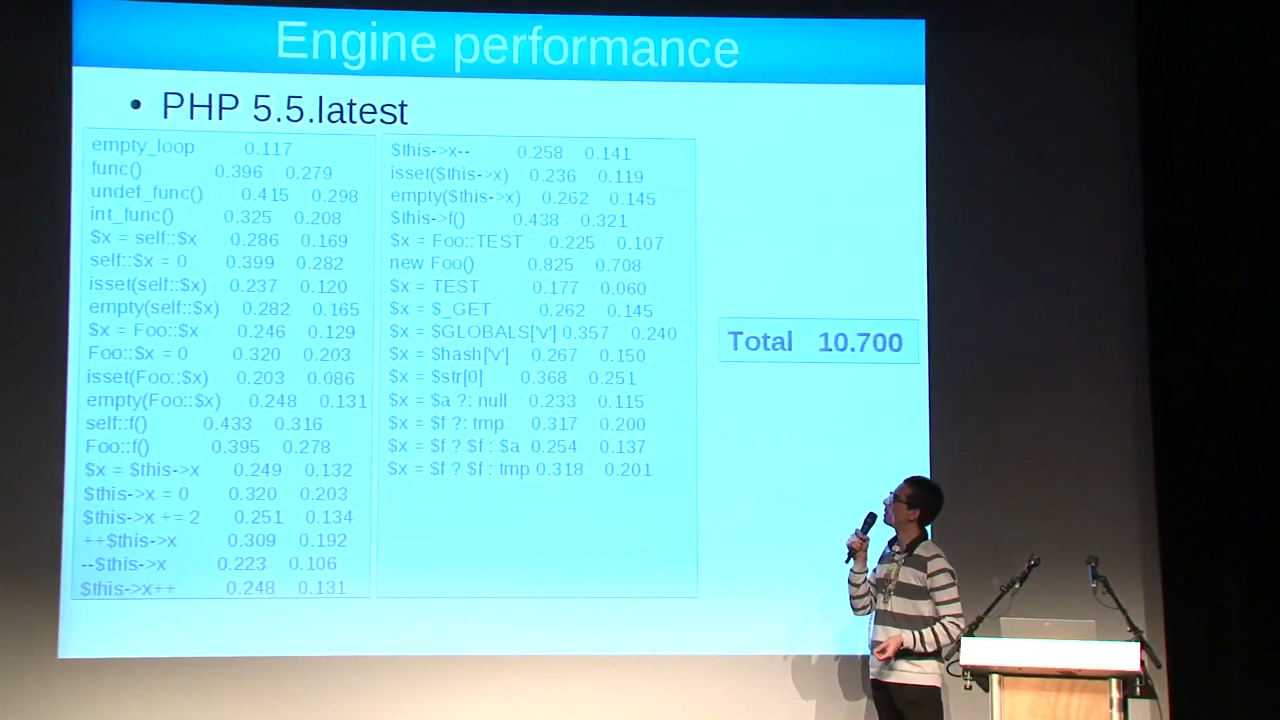 Engine performance
• PHP 5.5.latest
empty_loop 0.117
func() 0.396 0.279
undef_func() 0.415 0.298
int_func() 0.325 0.208
$x = self::$x 0.286 0.169
self::$x = 0 0.399 0.282
isset(self::$x) 0.237 0.120
empty(self::$x) 0.282 0.165
$x = Foo::$x 0.246 0.129
Foo::$x = 0 0.320 0.203
isset(Foo::$x) 0.203 0.086
empty(Foo::$x) 0.248 0.131
self::f() 0.433 0.316
Foo::f() 0.395 0.278
$x = $this->x 0.249 0.132
$this->x = 0 0.320 0.203
$this->x += 2 0.251 0.134
++$this->x 0.309 0.192
--$this->x 0.223 0.106
$this->x++ 0.248 0.131
$this->x-- 0.258 0.141
isset($this->x) 0.236 0.119
empty($this->x) 0.262 0.145
$this->f() 0.438 0.321
$x = Foo::TEST 0.225 0.107
new Foo() 0.825 0.708
$x = TEST 0.177 0.060
$x = $_GET 0.262 0.145
$x = $GLOBALS['v'] 0.357 0.240
$x = $hash['v'] 0.267 0.150
$x = $str[0] 0.368 0.251
$x = $a ?: null 0.233 0.115
$x = $f ?: tmp 0.317 0.200
$x = $f ? $f : $a 0.254 0.137
$x = $f ? $f : tmp 0.318 0.201
Total 10.700